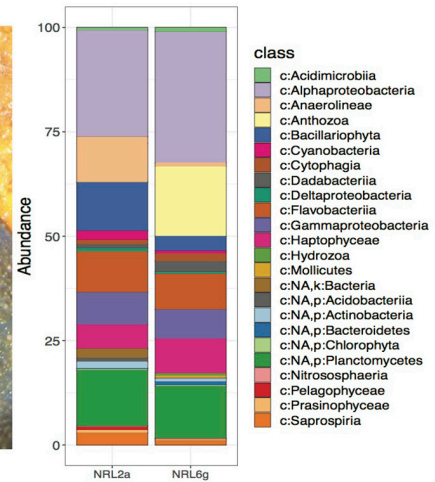 100
75
50
25
0
Abundance
NRL2a
NRL6g
class
c:Acidimicrobiia
c:Alphaproteobacteria
c:Anaerolineae
c:Anthozoa
c:Bacillariophyta
c:Cyanobacteria
c:Cytophagia
c:Dadabacteriia
c:Deltaproteobacteria
c:Flavobacteriia
c:Gammaproteobacteria
c:Haptophyceae
c:Hydrozoa
c:Mollicutes
c:NA,k:Bacteria
c:NA,p:Acidobacteriia
c:NA,p:Actinobacteria
c:NA,p:Bacteroidetes
c:NA,p:Chlorophyta
c:NA,p:Planctomycetes
c:Nitrososphaeria
c:Pelagophyceae
c:Prasinophyceae
c:Saprospiria